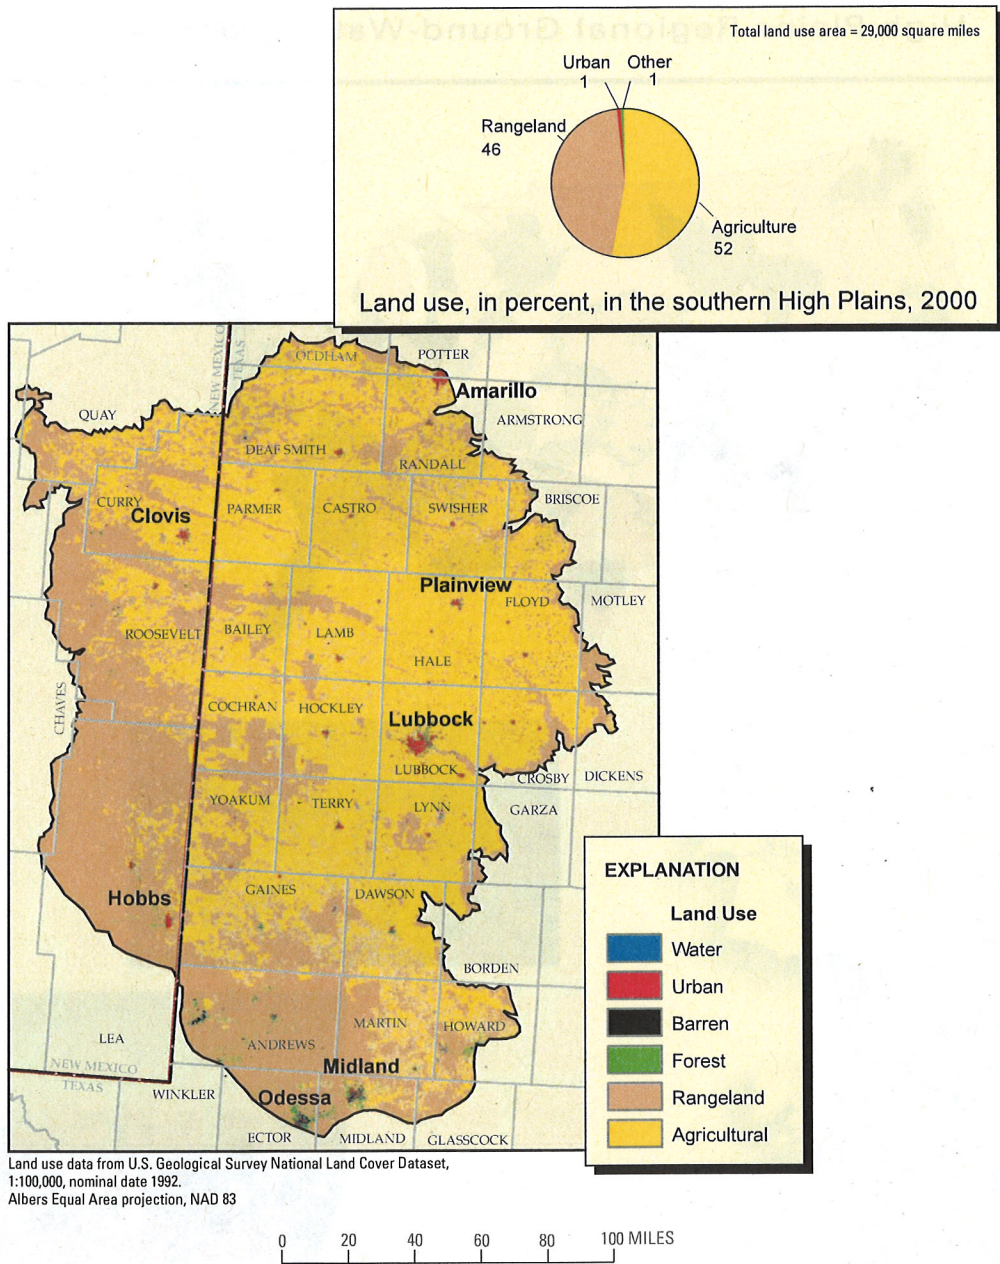 Total land use area = 29,000 square miles
Urban
1
Other
1
Rangeland
46
Agriculture
52
Land use, in percent, in the southern High Plains, 2000
NEW MEXICO
TEXAS
OLDHAM
POTTER
Amarillo
QUAY
ARMSTRONG
DEAF SMITH
RANDALL
CURRY
Clovis
PARMER
CASTRO
SWISHER
BRISCOE
Plainview
FLOYD
MOTLEY
ROOSEVELT
BAILEY
LAMB
HALE
CHAVES
COCHRAN
HOCKLEY
Lubbock
LUBBOCK
CROSBY
DICKENS
YOAKUM
TERRY
LYNN
GARZA
Hobbs
GAINES
DAWSON
BORDEN
LEA
ANDREWS
MARTIN
HOWARD
NEW MEXICO
TEXAS
Midland
WINKLER
Odessa
ECTOR
MIDLAND
GLASSCOCK
EXPLANATION
Land Use
Water
Urban
Barren
Forest
Rangeland
Agricultural
Land use data from U.S. Geological Survey National Land Cover Dataset,
1:100,000, nominal date 1992.
Albers Equal Area projection, NAD 83
0 20 40 60 80 100 MILES